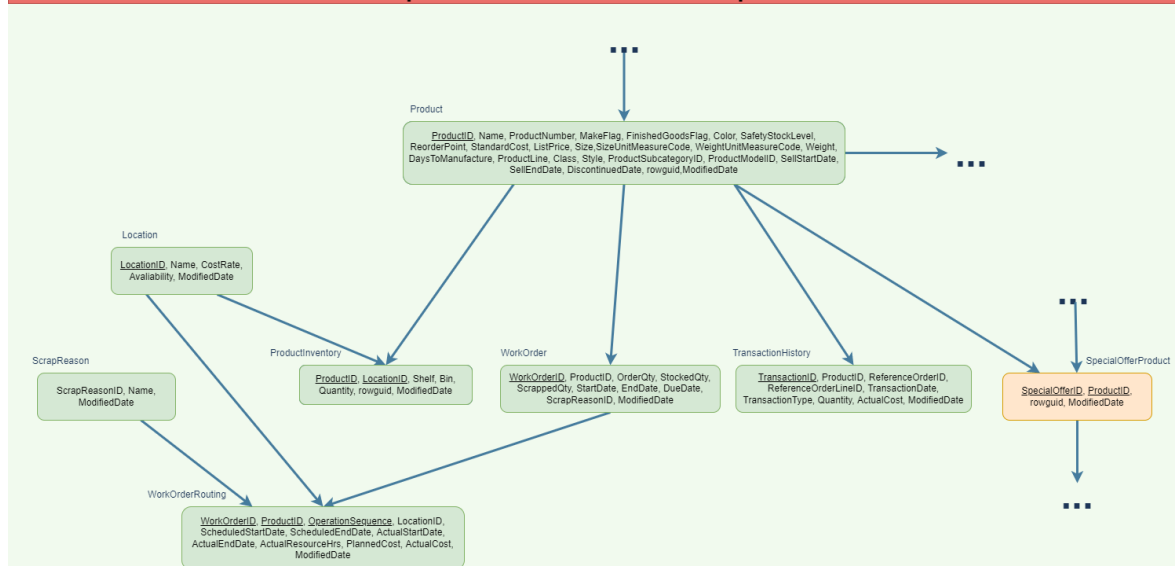 ...
Product
ProductID, Name, ProductNumber, MakeFlag, FinishedGoodsFlag, Color, SafetyStockLevel,
ReorderPoint, StandardCost, ListPrice, Size,SizeUnitMeasureCode, WeightUnitMeasureCode, Weight,
DaysToManufacture, ProductLine, Class, Style, ProductSubcategoryID, ProductModelID, SellStartDate,
SellEndDate, DiscontinuedDate, rowguid,ModifiedDate
...
Location
LocationID, Name, CostRate,
Avaliability, ModifiedDate
...
ScrapReason
ScrapReasonID, Name,
ModifiedDate
ProductInventory
ProductID, LocationID, Shelf, Bin,
Quantity, rowguid, ModifiedDate
WorkOrder
WorkOrderID, ProductID, OrderQty, StockedQty,
ScrappedQty, StartDate, EndDate, DueDate,
ScrapReasonID, ModifiedDate
TransactionHistory
TransactionID, ProductID, ReferenceOrderID,
ReferenceOrderLineID, TransactionDate,
TransactionType, Quantity, ActualCost, ModifiedDate
SpecialOfferProduct
SpecialOfferID, ProductID,
rowguid, ModifiedDate
...
WorkOrderRouting
WorkOrderID, ProductID, OperationSequence, LocationID,
ScheduledStartDate, ScheduledEndDate, ActualStartDate,
ActualEndDate, ActualResourceHrs, PlannedCost, ActualCost,
ModifiedDate